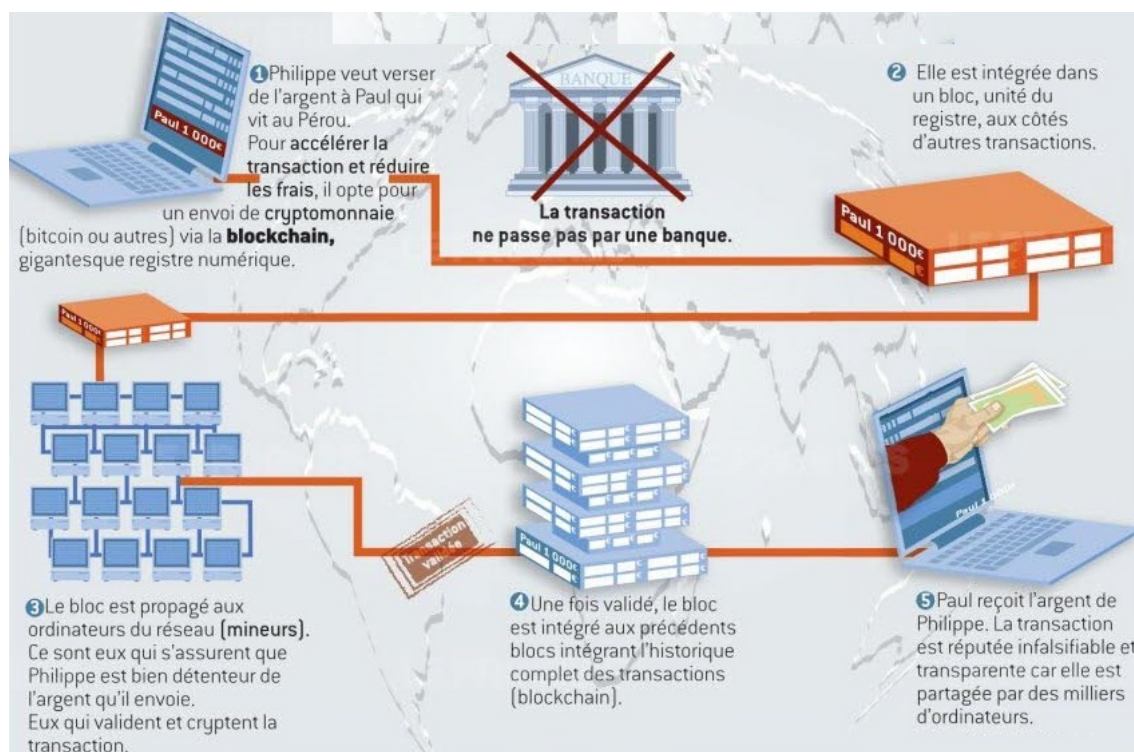 ❶Philippe veut verser
de l'argent à Paul qui
vit au Pérou.
Pour accélérer la
transaction et réduire
les frais, il opte pour
un envoi de cryptomonnaie
(bitcoin ou autres) via la blockchain,
gigantesque registre numérique.
Paul 1 000€
BANQUE
La transaction
ne passe pas par une banque.
❷ Elle est intégrée dans
un bloc, unité du
registre, aux côtés
d'autres transactions.
Paul 1 000€
Paul 1 000€
Transaction
validée
Paul 1 000€
Paul 1 000€
❸Le bloc est propagé aux
ordinateurs du réseau (mineurs).
Ce sont eux qui s'assurent que
Philippe est bien détenteur de
l'argent qu'il envoie.
Eux qui valident et cryptent la
transaction.
❹Une fois validé, le bloc
est intégré aux précédents
blocs intégrant l'historique
complet des transactions
(blockchain).
❺Paul reçoit l'argent de
Philippe. La transaction
est réputée infalsifiable et
transparente car elle est
partagée par des milliers
d'ordinateurs.